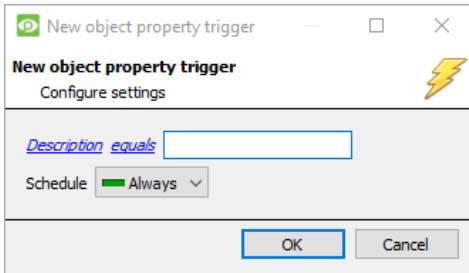 New object property trigger
New object property trigger
Configure settings
Description equals
Schedule Always
OK Cancel